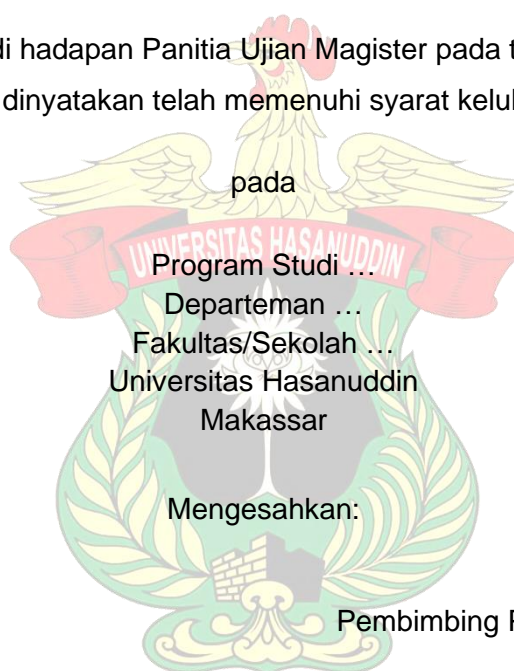 di hadapan Panitia Ujian Magister pada t
dinyatakan telah memenuhi syarat kelul
pada
UNIVERSITAS HASANUDDIN
Program Studi …
Departeman …
Fakultas/Sekolah …
Universitas Hasanuddin
Makassar
Mengesahkan:
Pembimbing P